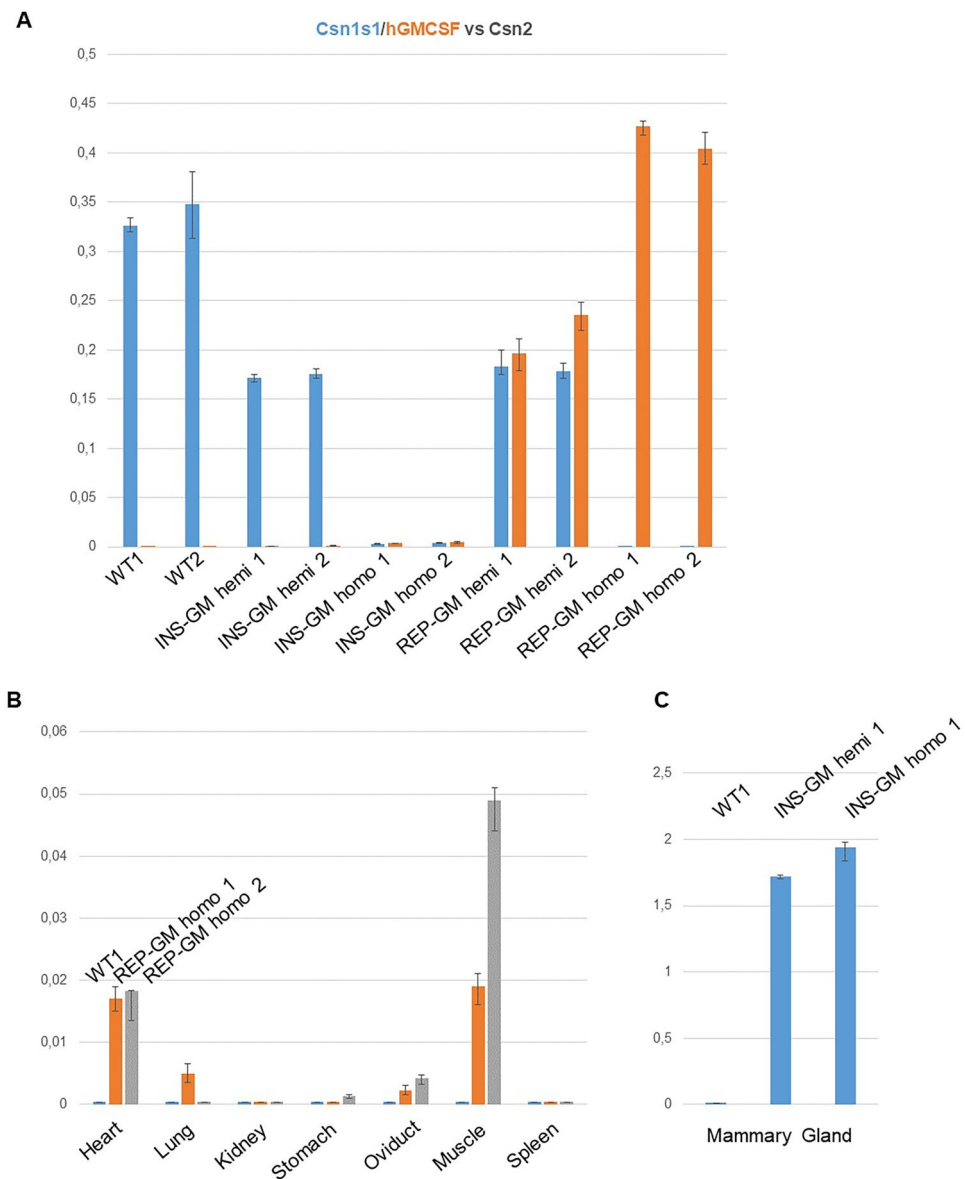 A
Csn1s1/hGMCSF vs Csn2
0,5
0,45
0,4
0,35
0,3
0,25
0,2
0,15
0,1
0,05
0
WT1
WT2
INS-GM hemi 1
INS-GM hemi 2
INS-GM homo 1
INS-GM homo 2
REP-GM hemi 1
REP-GM hemi 2
REP-GM homo 1
REP-GM homo 2
B
0,06
0,05
0,04
0,03
0,02
0,01
0
WT1
REP-GM homo 1
REP-GM homo 2
Heart
Lung
Kidney
Stomach
Oviduct
Muscle
Spleen
C
WT1
INS-GM hemi 1
INS-GM homo 1
2,5
2
1,5
1
0,5
0
Mammary Gland